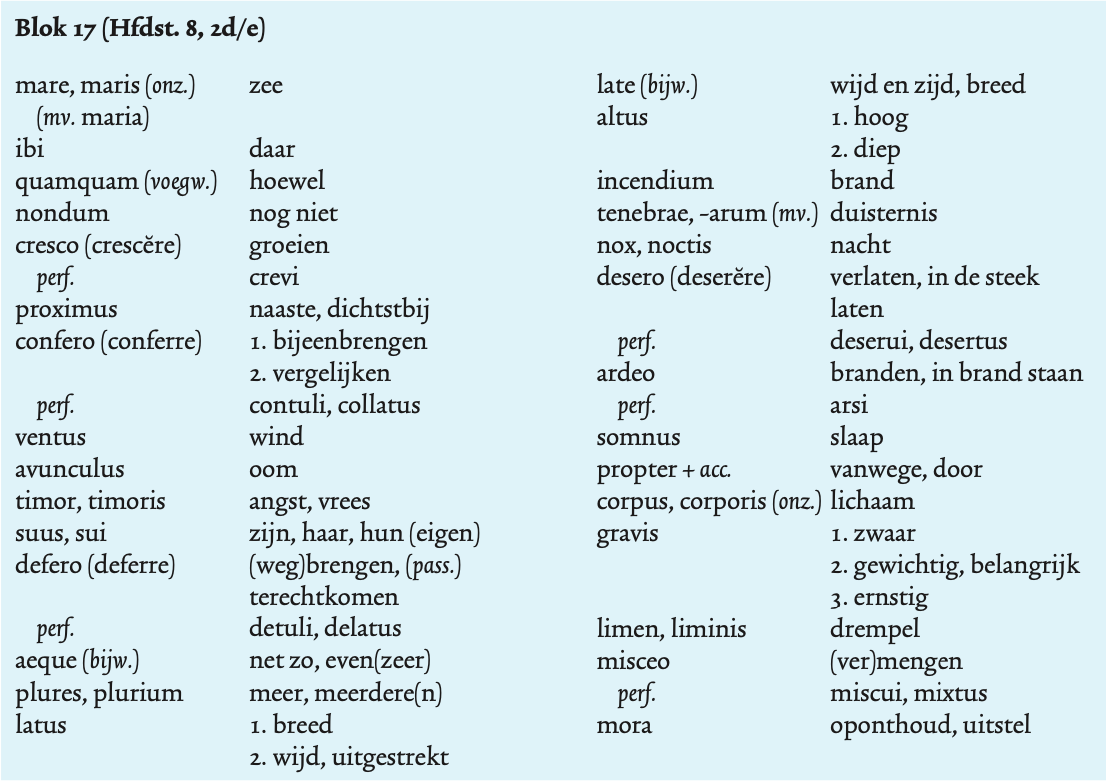 Blok 17 (Hfdst. 8, 2d/e)
mare, maris (onz.) zee
(mv. maria)
ibi daar
quamquam (voegw.) hoewel
nondum nog niet
cresco (crescĕre) groeien
perf. crevi
proximus naaste, dichtstbij
confero (conferre) 1. bijeenbrengen
2. vergelijken
perf. contuli, collatus
ventus wind
avunculus oom
timor, timoris angst, vrees
suus, sui zijn, haar, hun (eigen)
defero (deferre) (weg)brengen, (pass.)
terechtkomen
perf. detuli, delatus
aeque (bijw.) net zo, even(zeer)
plures, plurium meer, meerdere(n)
latus 1. breed
2. wijd, uitgestrekt
late (bijw.) wijd en zijd, breed
altus 1. hoog
2. diep
incendium brand
tenebrae, -arum (mv.) duisternis
nox, noctis nacht
desero (deserĕre) verlaten, in de steek
laten
perf. deserui, desertus
ardeo branden, in brand staan
perf. arsi
somnus slaap
propter + acc. vanwege, door
corpus, corporis (onz.) lichaam
gravis 1. zwaar
2. gewichtig, belangrijk
3. ernstig
limen, liminis drempel
misceo (ver)mengen
perf. miscui, mixtus
mora oponthoud, uitstel